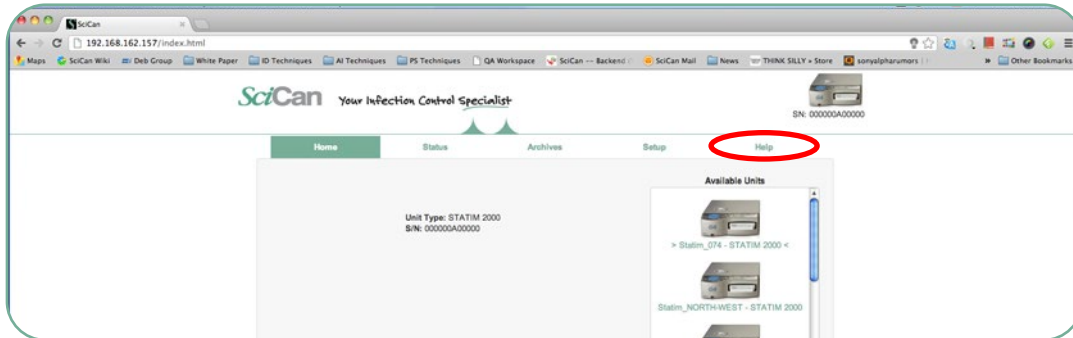 SciCan
192.168.162.157/index.html
Maps SciCan Wiki Deb Group White Paper ID Techniques AI Techniques PS Techniques QA Workspace SciCan -- Backend SciCan Mail News THINK SILLY » Store sonyalpharumors » Other Bookmarks
SciCan Your Infection Control Specialist
SN: 000000A00000
Home Status Archives Setup Help
Available Units
Unit Type: STATIM 2000
S/N: 000000A00000
> Statim_074 - STATIM 2000 <
Statim_NORTH-WEST - STATIM 2000